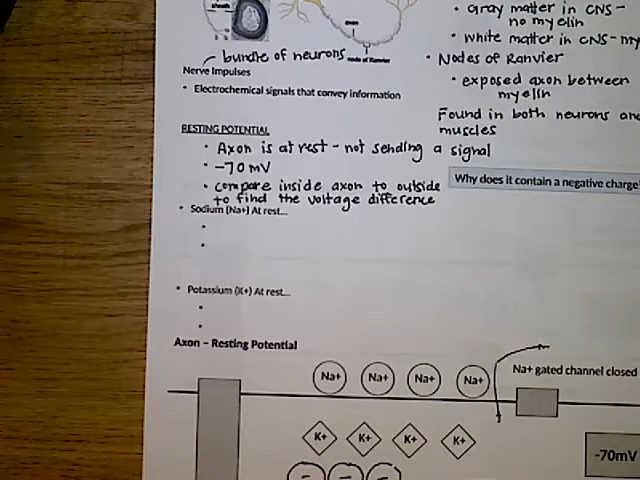 sheath
axon
node of Ranvier
bundle of neurons
Nerve Impulses
• Electrochemical signals that convey information
• Gray matter in CNS -
no myelin
• White matter in CNS - my
• Nodes of Ranvier
• exposed axon between
myelin
Found in both neurons and
muscles
RESTING POTENTIAL
• Axon is at rest - not sending a signal
• -70 mV
• compare inside axon to outside
to find the voltage difference
Why does it contain a negative charge?
• Sodium (Na+) At rest...
• Potassium (K+) At rest...
Axon – Resting Potential
Na+ Na+ Na+ Na+
Na+ gated channel closed
K+ K+ K+ K+
-70mV
- - -